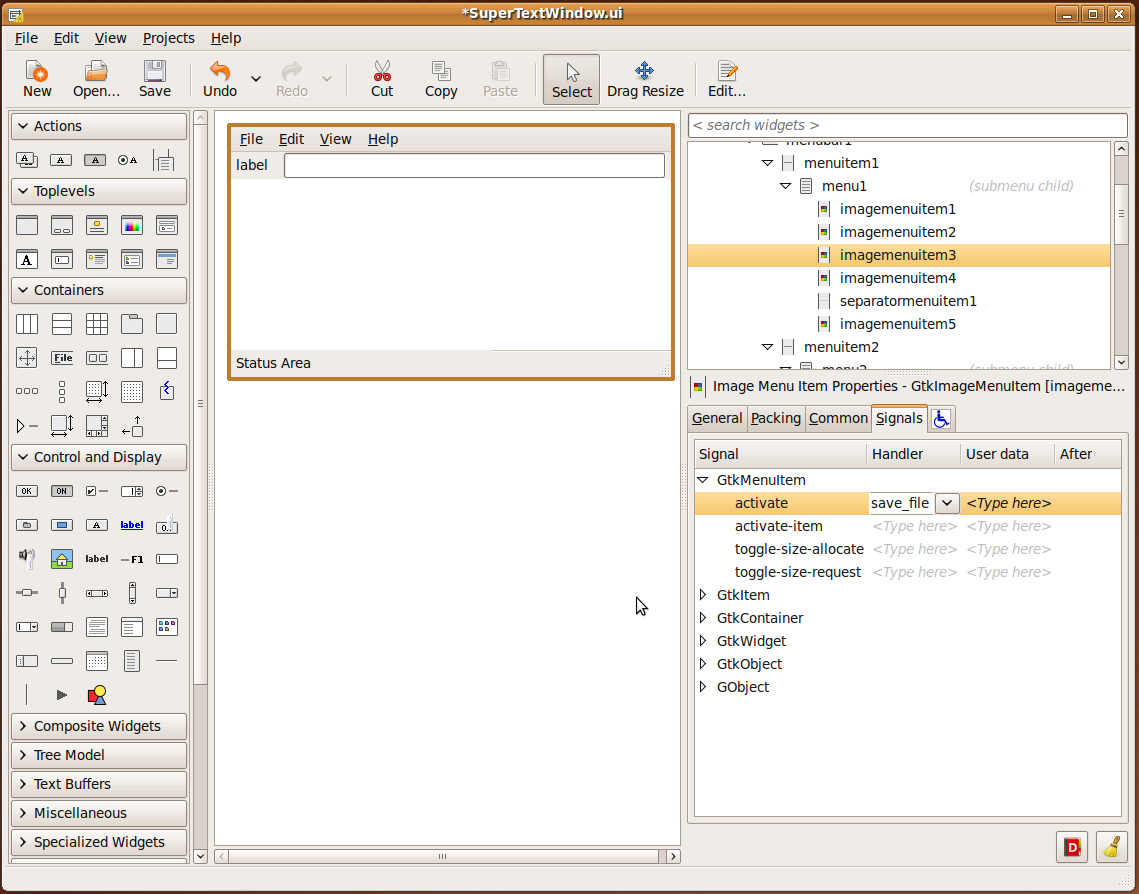 *SuperTextWindow.ui
File Edit View Projects Help
New Open... Save Undo Redo Cut Copy Paste Select Drag Resize Edit...
Actions
Toplevels
Containers
File
Control and Display
OK ON
label
label F1
Composite Widgets
Tree Model
Text Buffers
Miscellaneous
Specialized Widgets
File Edit View Help
label
Status Area
< search widgets >
menubar1
menuitem1
menu1 (submenu child)
imagemenuitem1
imagemenuitem2
imagemenuitem3
imagemenuitem4
separatormenuitem1
imagemenuitem5
menuitem2
menu2 (submenu child)
Image Menu Item Properties - GtkImageMenuItem [imageme...
General Packing Common Signals
Signal Handler User data After
GtkMenuItem
activate save_file <Type here>
activate-item <Type here> <Type here>
toggle-size-allocate <Type here> <Type here>
toggle-size-request <Type here> <Type here>
GtkItem
GtkContainer
GtkWidget
GtkObject
GObject